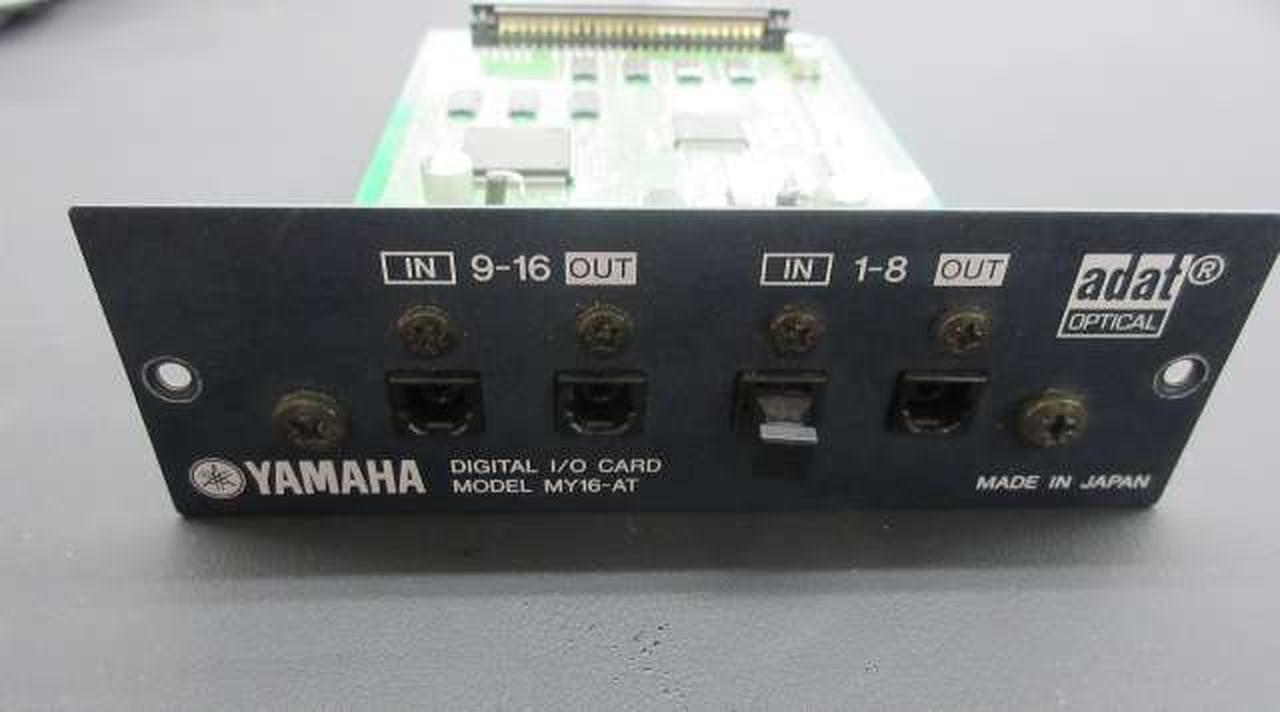 IN 9-16 OUT
IN 1-8 OUT
adat®
OPTICAL
YAMAHA
DIGITAL I/O CARD
MODEL MY16-AT
MADE IN JAPAN